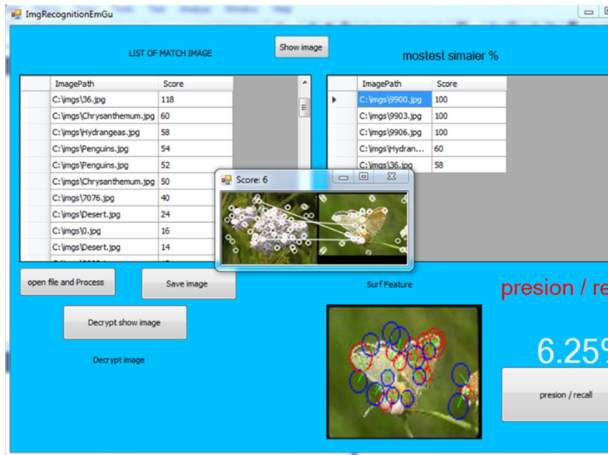 ImgRecognitionEmGu
LIST OF MATCH IMAGE
Show image
mostest simaler %
ImagePath Score
C:\imgs\36.jpg 118
C:\imgs\Chrysanthemum.jpg 60
C:\imgs\Hydrangeas.jpg 58
C:\imgs\Penguins.jpg 54
C:\imgs\Penguins.jpg 52
C:\imgs\Chrysanthemum.jpg 50
C:\imgs\7076.jpg 40
C:\imgs\Desert.jpg 24
C:\imgs\0.jpg 16
C:\imgs\Desert.jpg 14
ImagePath Score
C:\imgs\9900.jpg 100
C:\imgs\9903.jpg 100
C:\imgs\9906.jpg 100
C:\imgs\Hydran... 60
C:\imgs\36.jpg 58
Score: 6
open file and Process
Save image
Surf Feature
presion / re
Decrypt show image
Decrypt image
6.25%
presion / recall